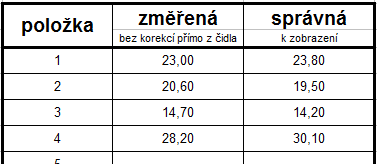 položka změřená správná
bez korekcí přímo z čidla k zobrazení
1 23,00 23,80
2 20,60 19,50
3 14,70 14,20
4 28,20 30,10